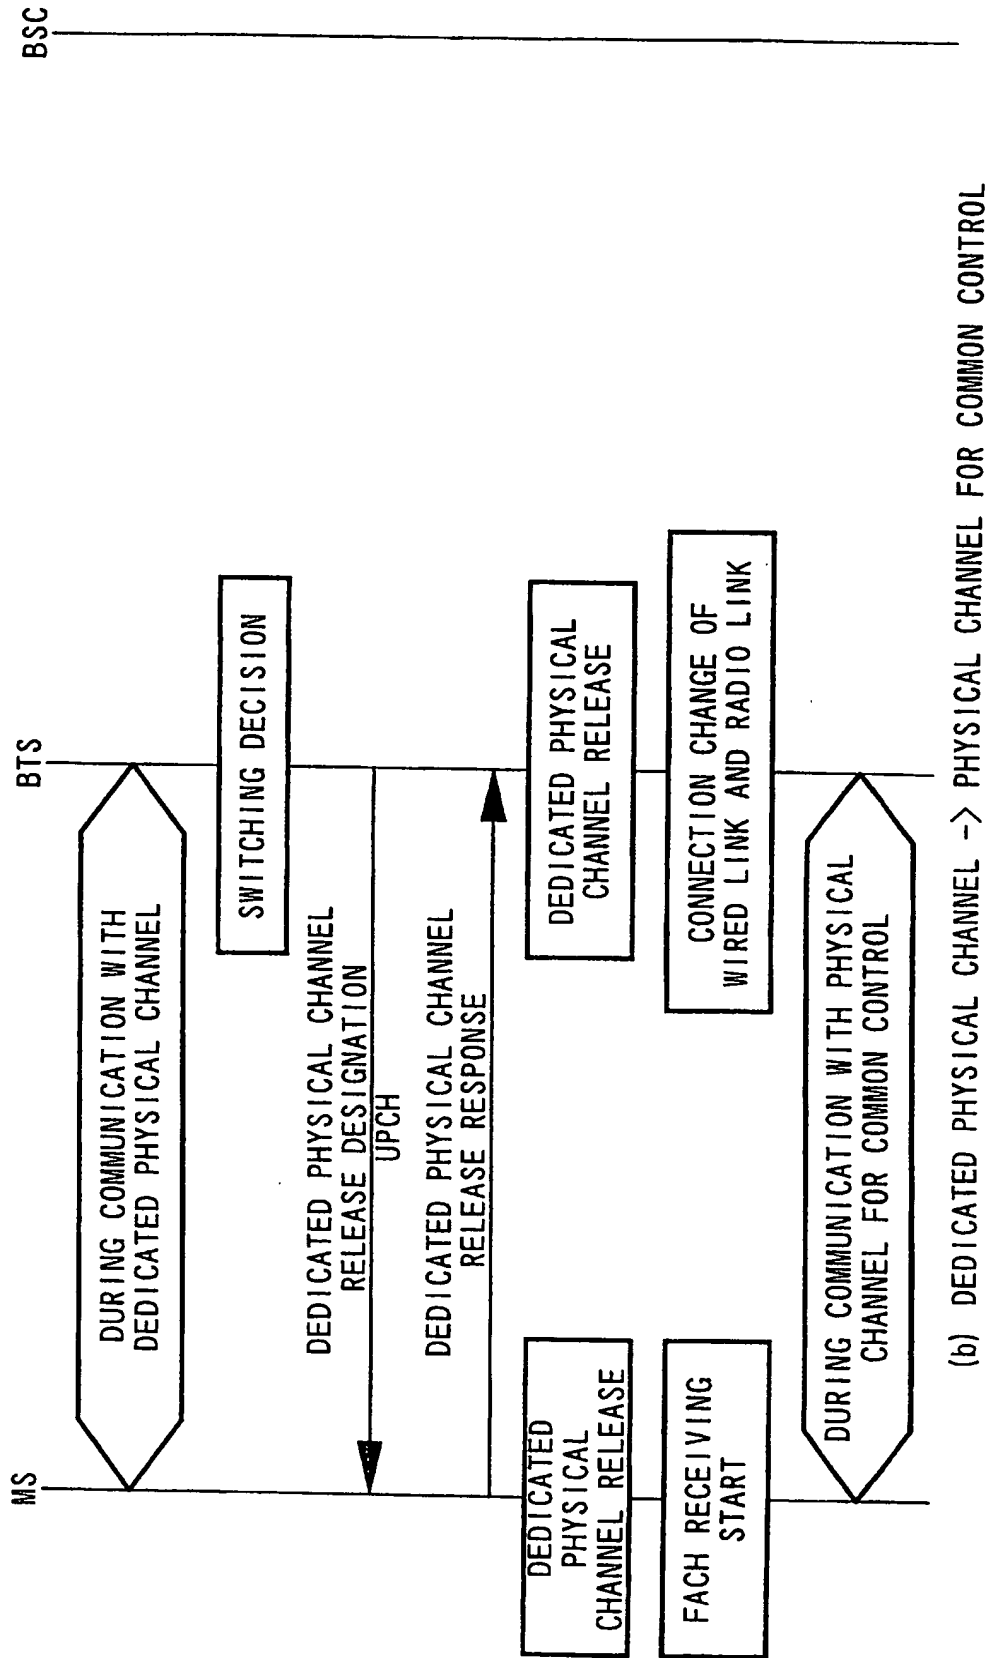 MS
BTS
BSC
DURING COMMUNICATION WITH
DEDICATED PHYSICAL CHANNEL
SWITCHING DECISION
DEDICATED PHYSICAL CHANNEL
RELEASE DESIGNATION
UPCH
DEDICATED PHYSICAL CHANNEL
RELEASE RESPONSE
DEDICATED
PHYSICAL
CHANNEL RELEASE
DEDICATED PHYSICAL
CHANNEL RELEASE
FACH RECEIVING
START
CONNECTION CHANGE OF
WIRED LINK AND RADIO LINK
DURING COMMUNICATION WITH PHYSICAL
CHANNEL FOR COMMON CONTROL
(b) DEDICATED PHYSICAL CHANNEL -> PHYSICAL CHANNEL FOR COMMON CONTROL